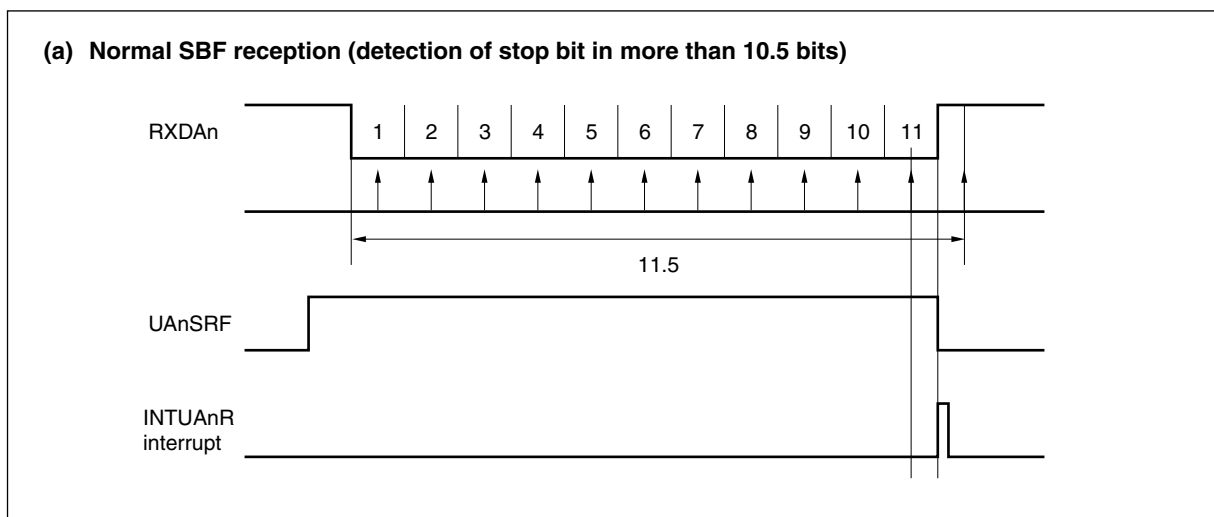 (a) Normal SBF reception (detection of stop bit in more than 10.5 bits)
RXDAn
1 2 3 4 5 6 7 8 9 10 11
11.5
UAnSRF
INTUAnR
interrupt